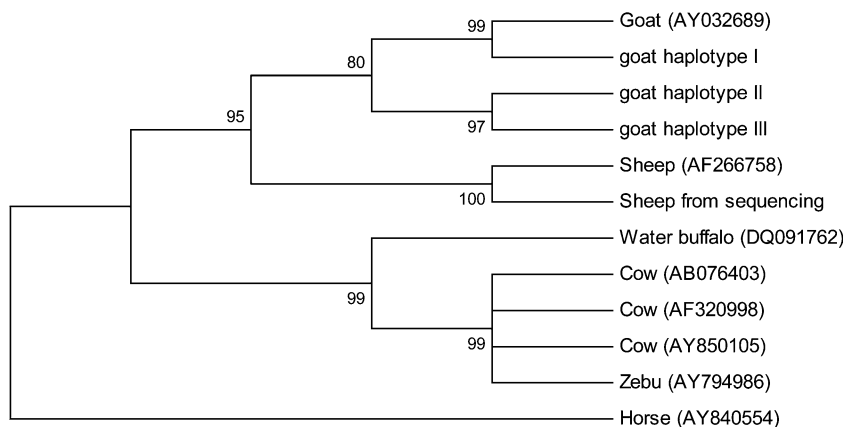 Goat (AY032689)
99
goat haplotype I
80
goat haplotype II
95
97
goat haplotype III
Sheep (AF266758)
100
Sheep from sequencing
Water buffalo (DQ091762)
Cow (AB076403)
99
Cow (AF320998)
99
Cow (AY850105)
Zebu (AY794986)
Horse (AY840554)